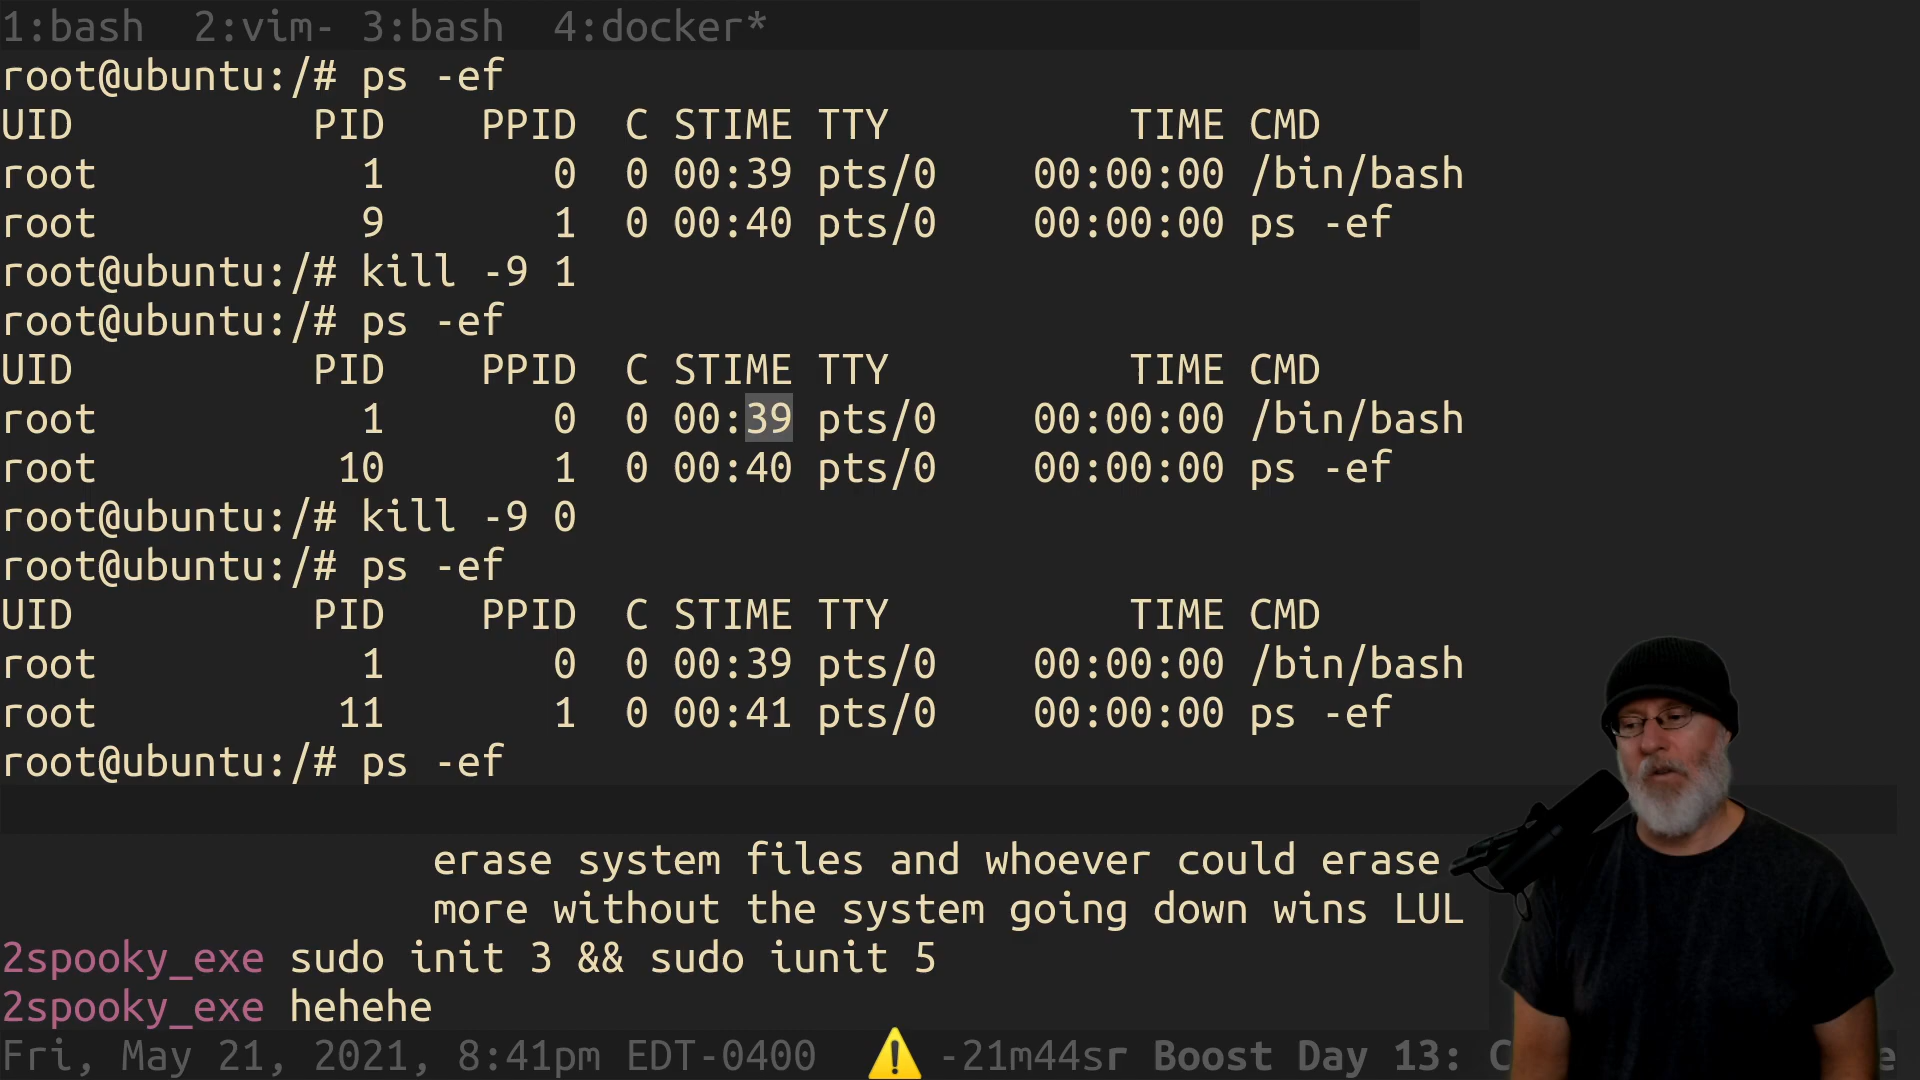 1:bash  2:vim- 3:bash  4:docker*
root@ubuntu:/# ps -ef
UID          PID    PPID  C STIME TTY          TIME CMD
root           1       0  0 00:39 pts/0    00:00:00 /bin/bash
root           9       1  0 00:40 pts/0    00:00:00 ps -ef
root@ubuntu:/# kill -9 1
root@ubuntu:/# ps -ef
UID          PID    PPID  C STIME TTY          TIME CMD
root           1       0  0 00:39 pts/0    00:00:00 /bin/bash
root          10       1  0 00:40 pts/0    00:00:00 ps -ef
root@ubuntu:/# kill -9 0
root@ubuntu:/# ps -ef
UID          PID    PPID  C STIME TTY          TIME CMD
root           1       0  0 00:39 pts/0    00:00:00 /bin/bash
root          11       1  0 00:41 pts/0    00:00:00 ps -ef
root@ubuntu:/# ps -ef
erase system files and whoever could erase
more without the system going down wins LUL
2spooky_exe sudo init 3 && sudo iunit 5
2spooky_exe hehehe
Fri, May 21, 2021, 8:41pm EDT-0400 -21m44sr Boost Day 13: